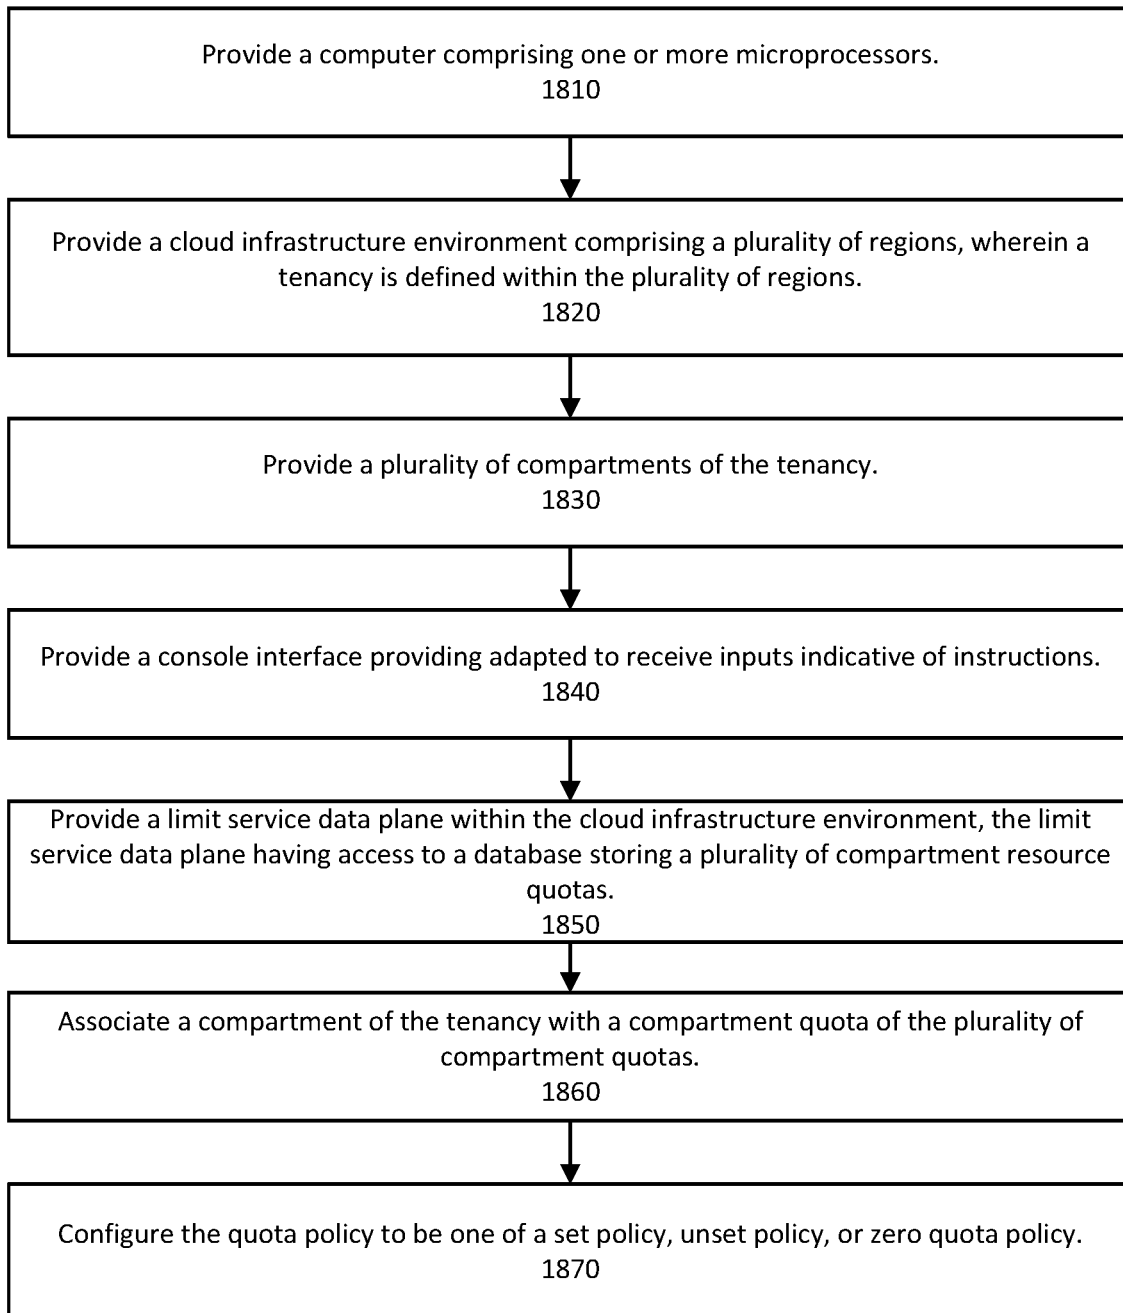 Provide a computer comprising one or more microprocessors.
1810
Provide a cloud infrastructure environment comprising a plurality of regions, wherein a
tenancy is defined within the plurality of regions.
1820
Provide a plurality of compartments of the tenancy.
1830
Provide a console interface providing adapted to receive inputs indicative of instructions.
1840
Provide a limit service data plane within the cloud infrastructure environment, the limit
service data plane having access to a database storing a plurality of compartment resource
quotas.
1850
Associate a compartment of the tenancy with a compartment quota of the plurality of
compartment quotas.
1860
Configure the quota policy to be one of a set policy, unset policy, or zero quota policy.
1870